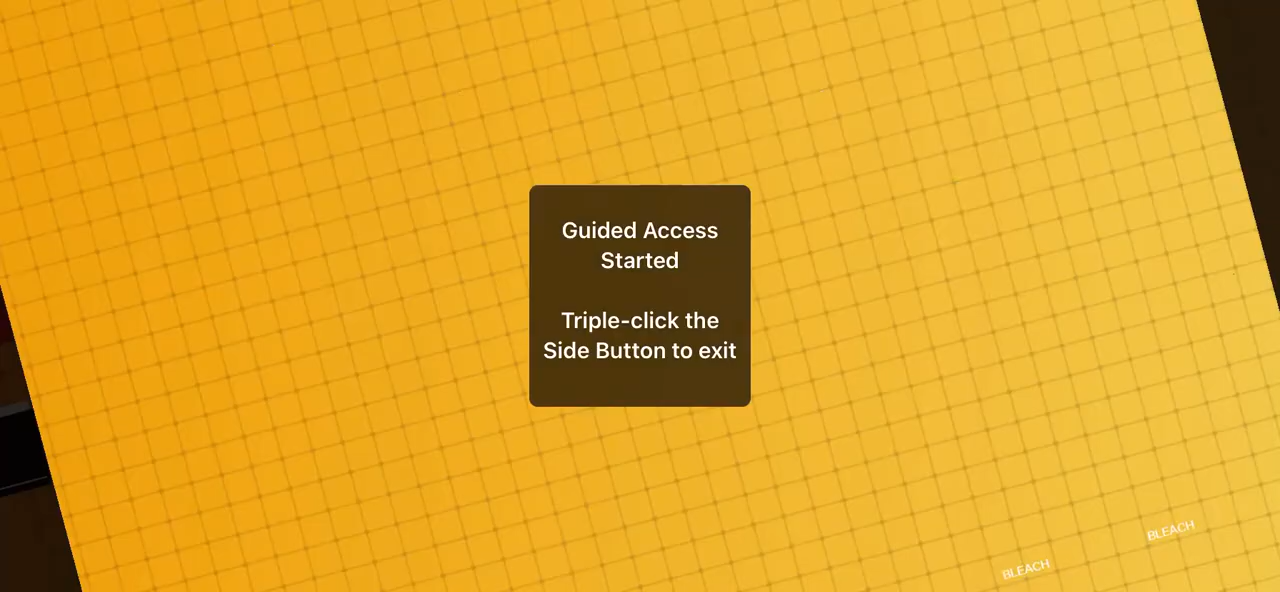 Guided Access
Started
Triple-click the
Side Button to exit
BLEACH
BLEACH